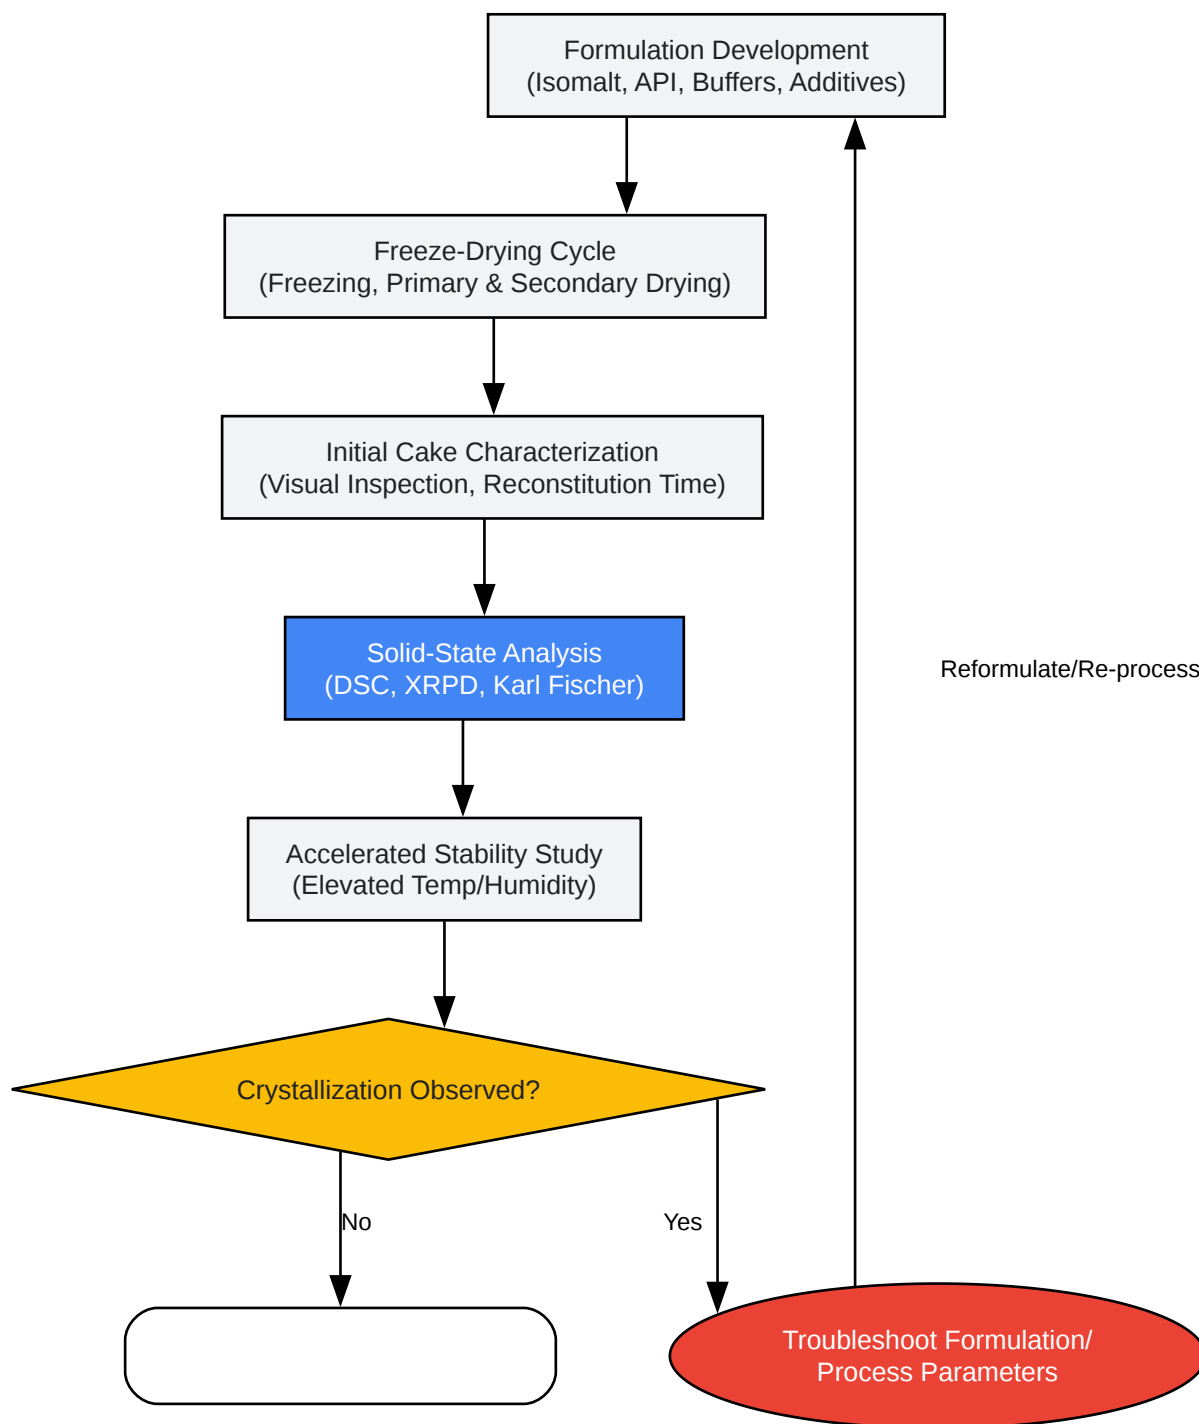 Formulation Development
(Isomalt, API, Buffers, Additives)
Freeze-Drying Cycle
(Freezing, Primary & Secondary Drying)
Initial Cake Characterization
(Visual Inspection, Reconstitution Time)
Solid-State Analysis
(DSC, XRPD, Karl Fischer)
Reformulate/Re-process
Accelerated Stability Study
(Elevated Temp/Humidity)
Crystallization Observed?
No
Yes
Troubleshoot Formulation/
Process Parameters